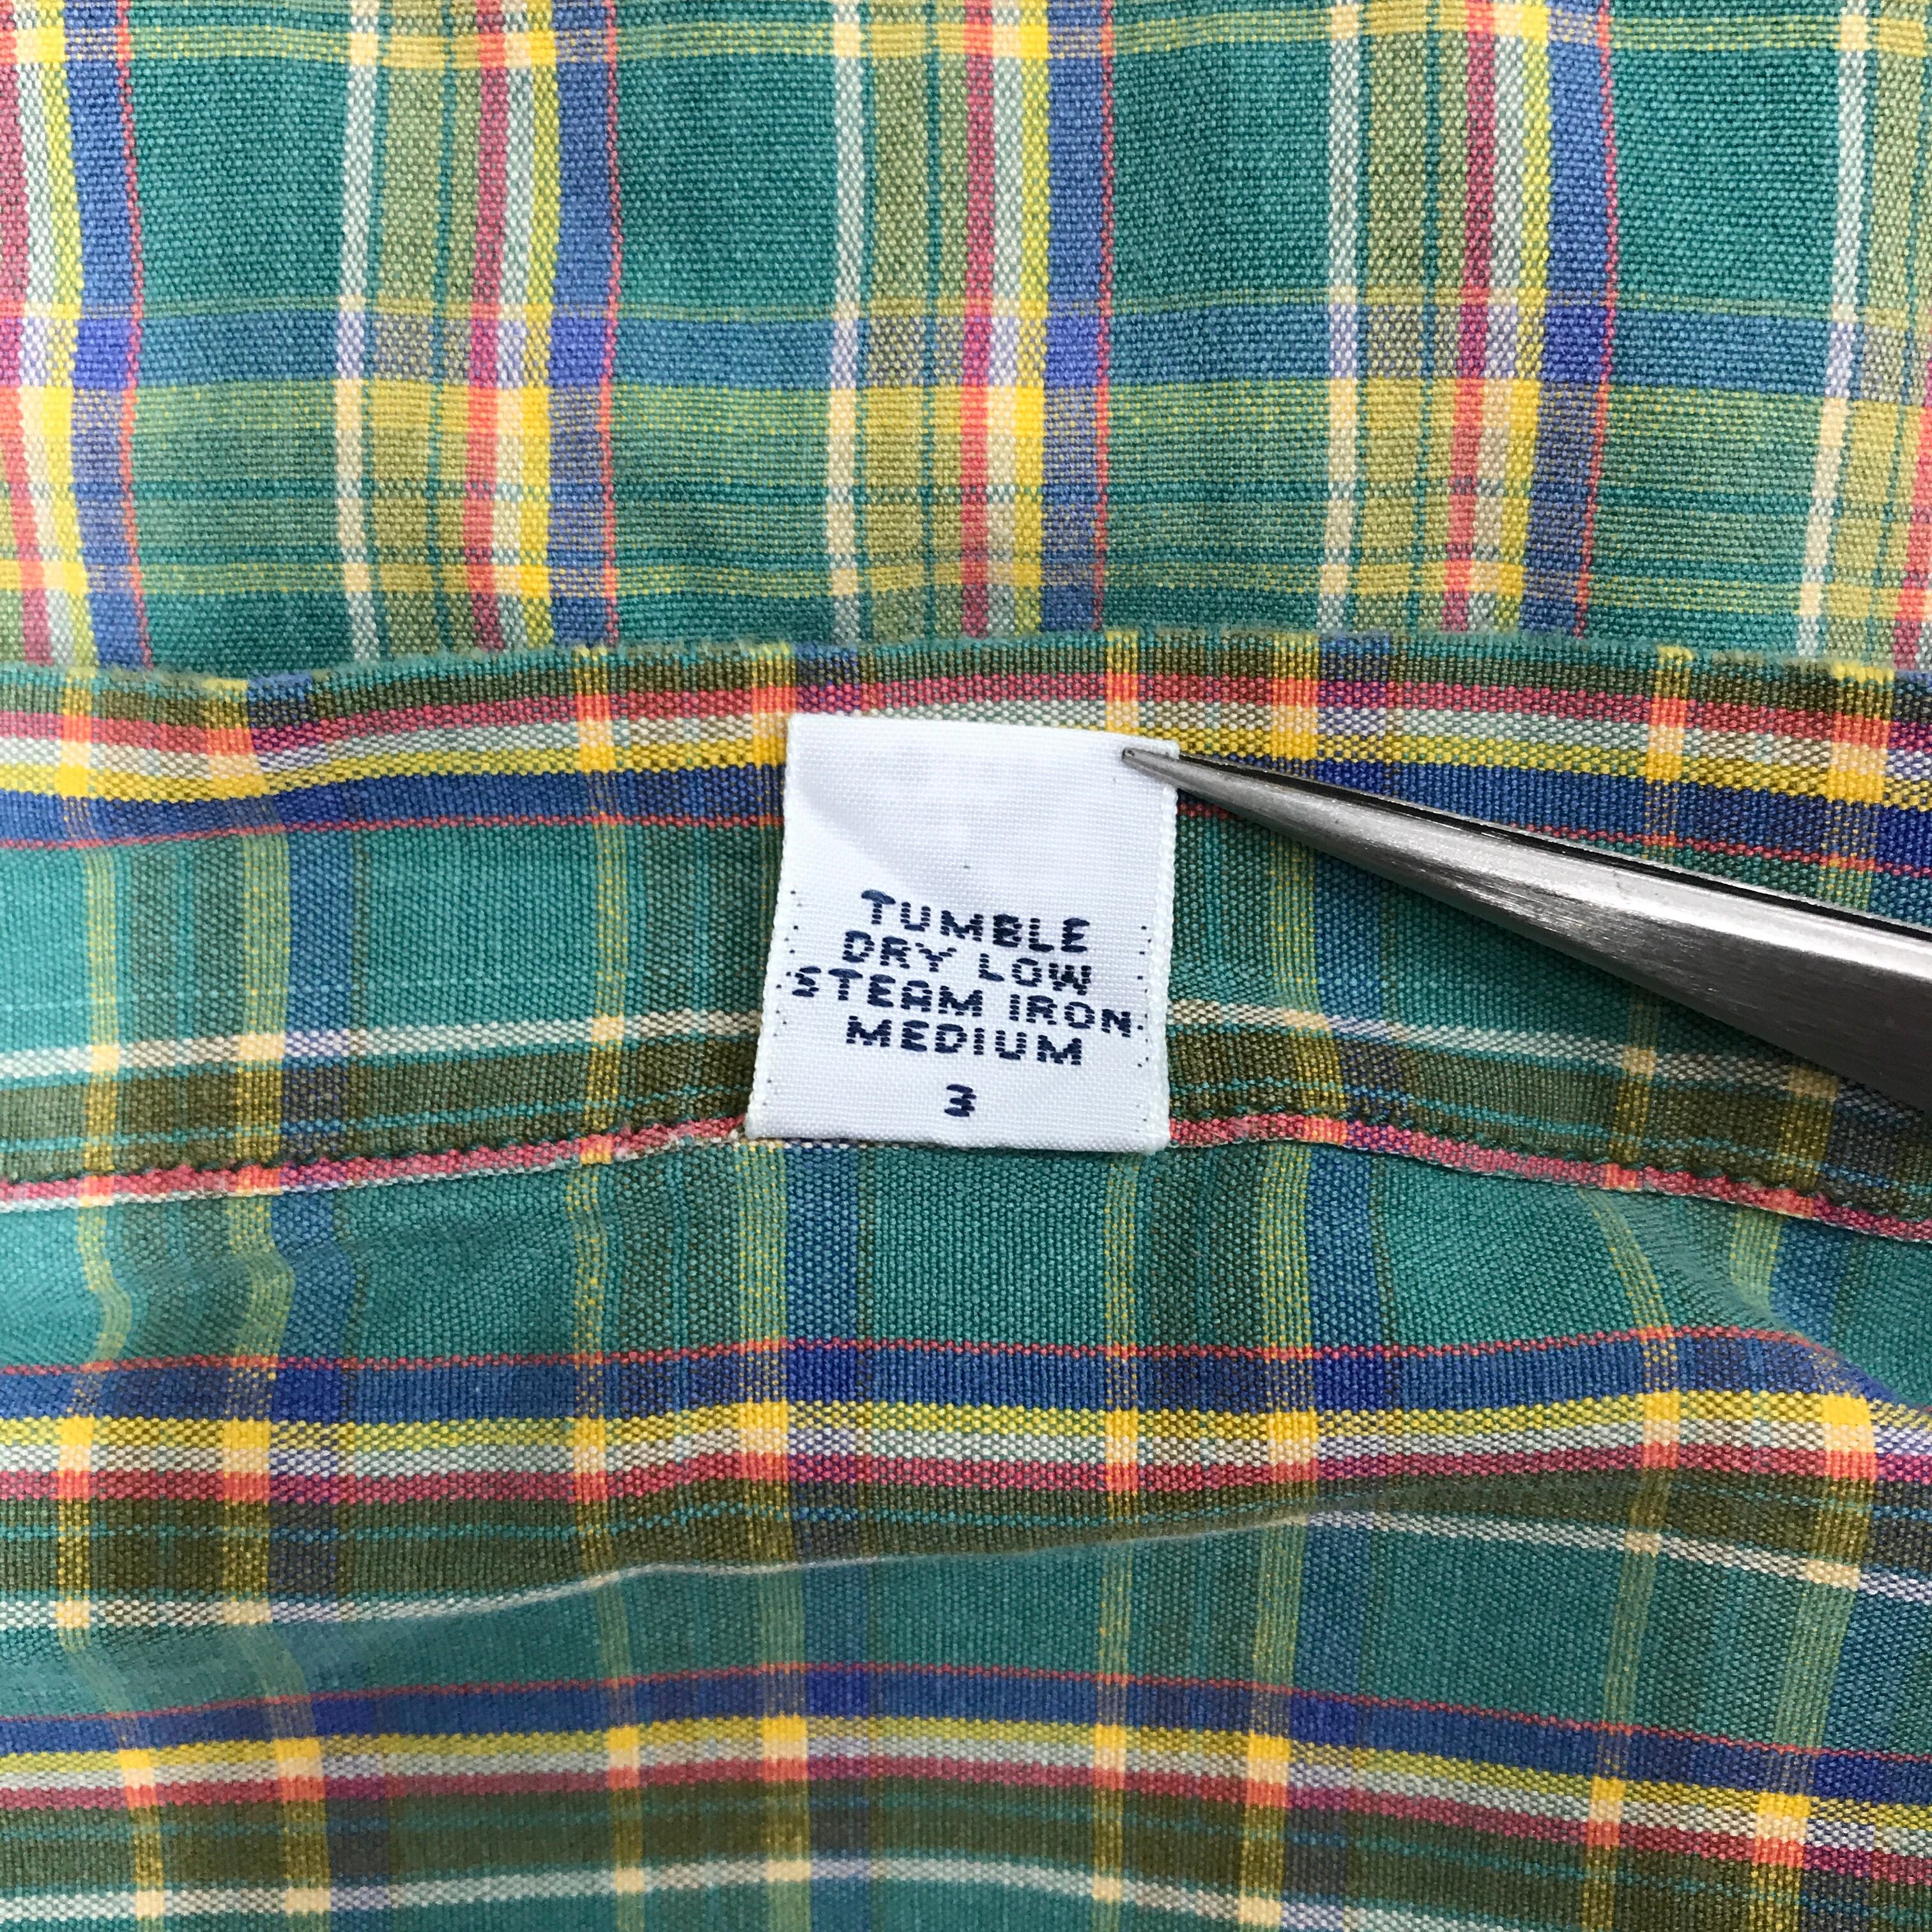 TUMBLE
DRY LOW
STEAM IRON
MEDIUM
3